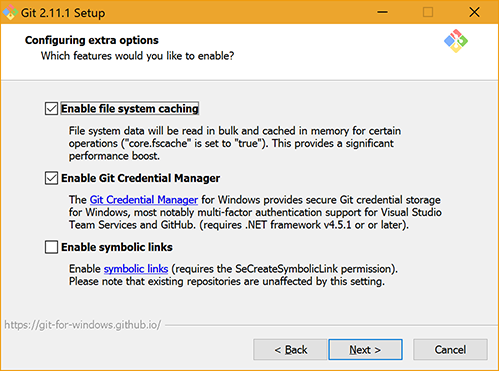 Git 2.11.1 Setup
Configuring extra options
Which features would you like to enable?
Enable file system caching
File system data will be read in bulk and cached in memory for certain
operations ("core.fscache" is set to "true"). This provides a significant
performance boost.
Enable Git Credential Manager
The Git Credential Manager for Windows provides secure Git credential storage
for Windows, most notably multi-factor authentication support for Visual Studio
Team Services and GitHub. (requires .NET framework v4.5.1 or or later).
Enable symbolic links
Enable symbolic links (requires the SeCreateSymbolicLink permission).
Please note that existing repositories are unaffected by this setting.
https://git-for-windows.github.io/
< Back Next > Cancel